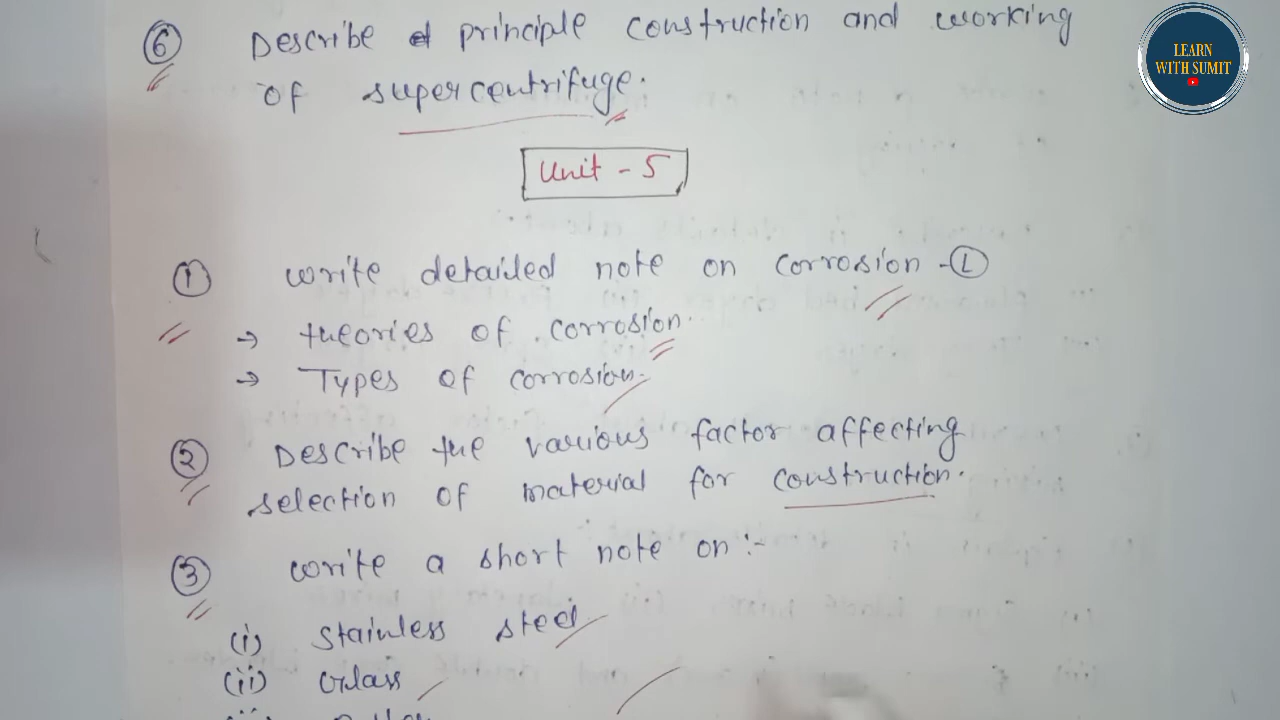 ⑥ Describe principle construction and working
of supercentrifuge.
LEARN
WITH SUMIT
Unit - 5
① Write detailed note on corrosion - Ⓛ
→ theories of corrosion.
→ Types of corrosion.
② Describe the various factor affecting
selection of material for construction.
③ Write a short note on :-
(i) Stainless steel
(ii) Glass